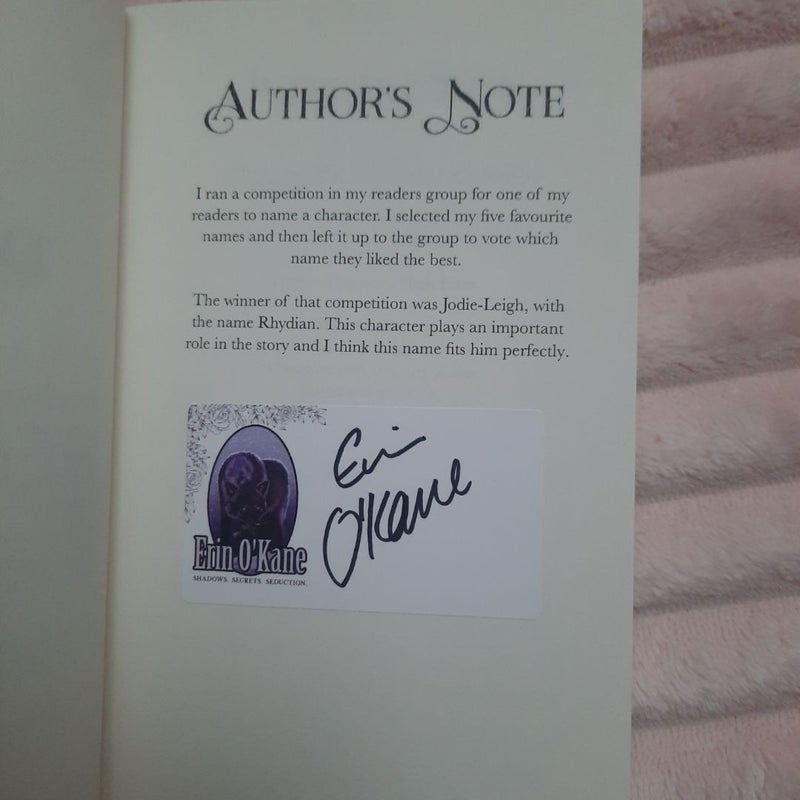 AUTHOR'S NOTE
I ran a competition in my readers group for one of my
readers to name a character. I selected my five favourite
names and then left it up to the group to vote which
name they liked the best.
The winner of that competition was Jodie-Leigh, with
the name Rhydian. This character plays an important
role in the story and I think this name fits him perfectly.
Erin O'Kane
SHADOWS. SECRETS. SEDUCTION.
Erin
O'Kane